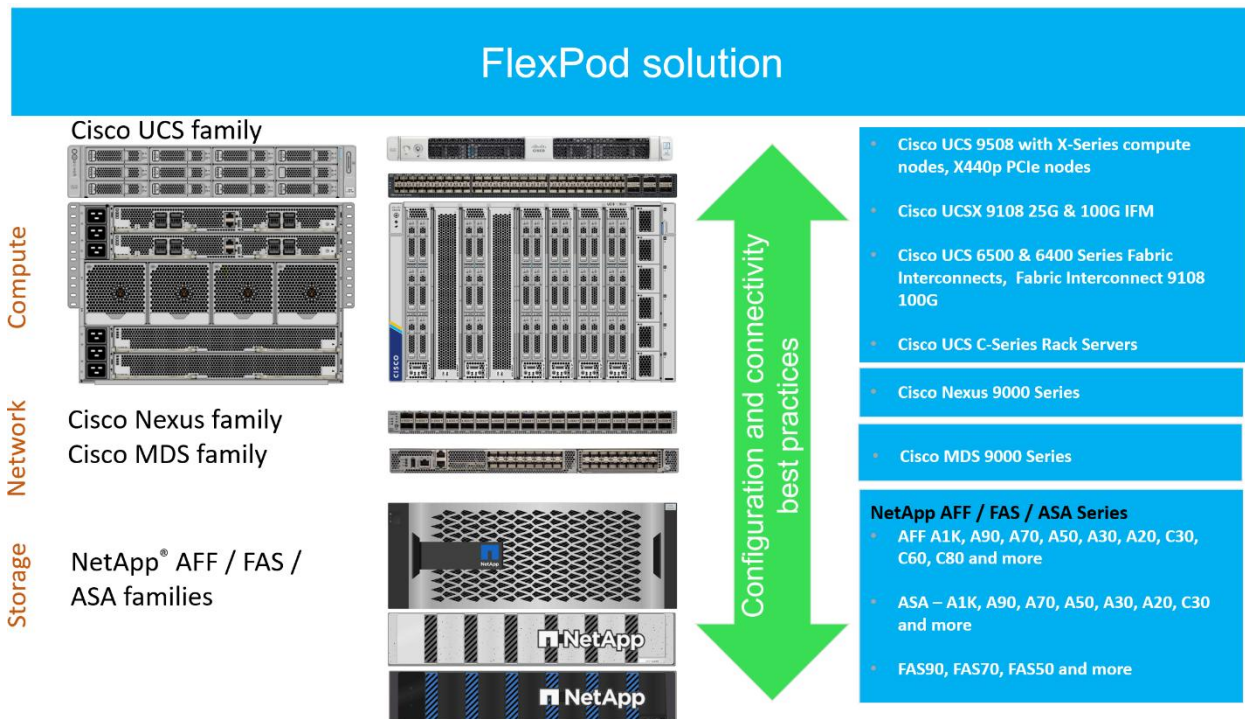 FlexPod solution
Cisco UCS family
Compute
CISCO
Cisco Nexus family
Cisco MDS family
Network
NetApp® AFF / FAS /
ASA families
Storage
NetApp
NetApp
NetApp
Configuration and connectivity
best practices
Cisco UCS 9508 with X-Series compute
nodes, X440p PCIe nodes
Cisco UCSX 9108 25G & 100G IFM
Cisco UCS 6500 & 6400 Series Fabric
Interconnects, Fabric Interconnect 9108
100G
Cisco UCS C-Series Rack Servers
Cisco Nexus 9000 Series
Cisco MDS 9000 Series
NetApp AFF / FAS / ASA Series
AFF A1K, A90, A70, A50, A30, A20, C30,
C60, C80 and more
ASA – A1K, A90, A70, A50, A30, A20, C30
and more
FAS90, FAS70, FAS50 and more